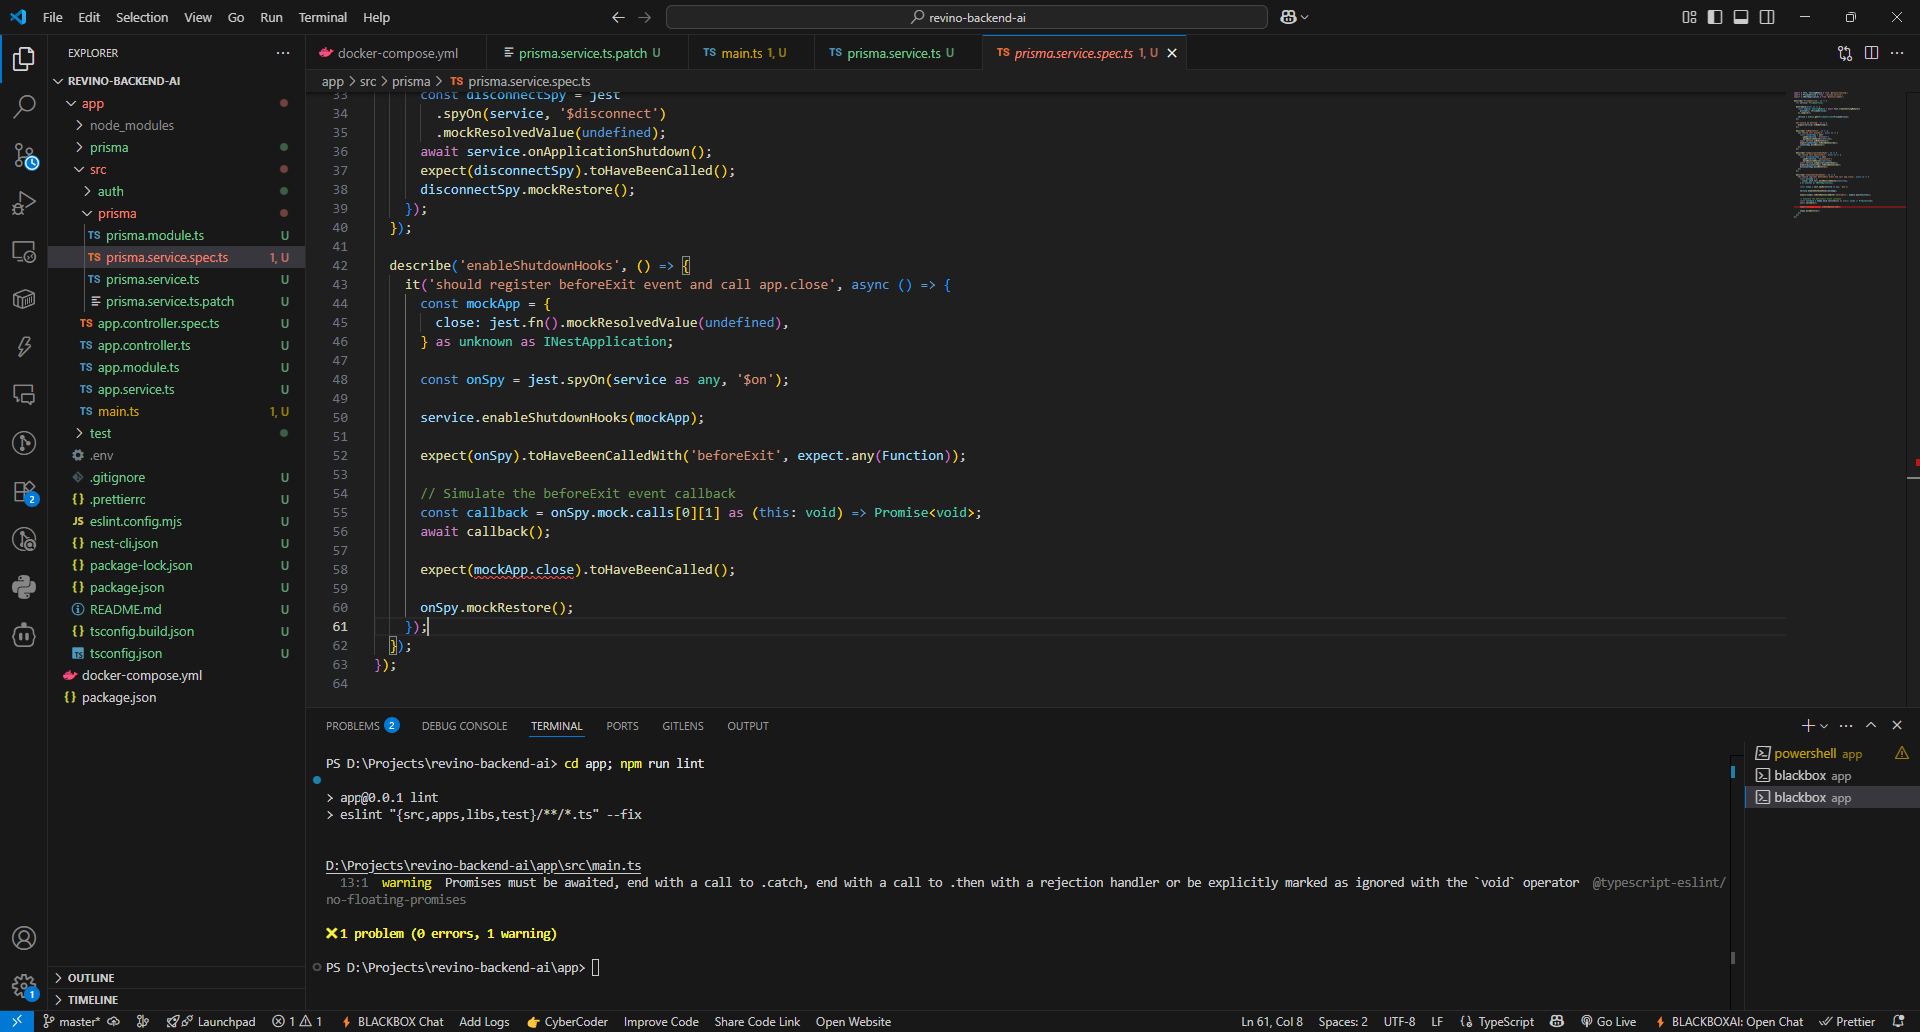 File Edit Selection View Go Run Terminal Help
revino-backend-ai
EXPLORER
REVINO-BACKEND-AI
app
node_modules
prisma
src
auth
prisma
TS prisma.module.ts U
TS prisma.service.spec.ts 1, U
TS prisma.service.ts U
prisma.service.ts.patch U
TS app.controller.spec.ts U
TS app.controller.ts U
TS app.module.ts U
TS app.service.ts U
TS main.ts 1, U
test
.env
.gitignore U
{} .prettierrc U
JS eslint.config.mjs U
{} nest-cli.json U
{} package-lock.json U
{} package.json U
README.md U
{} tsconfig.build.json U
TS tsconfig.json U
docker-compose.yml
{} package.json
OUTLINE
TIMELINE
docker-compose.yml
prisma.service.ts.patch U
TS main.ts 1, U
TS prisma.service.ts U
TS prisma.service.spec.ts 1, U
app > src > prisma > TS prisma.service.spec.ts
33 const disconnectSpy = jest
34 .spyOn(service, '$disconnect')
35 .mockResolvedValue(undefined);
36 await service.onApplicationShutdown();
37 expect(disconnectSpy).toHaveBeenCalled();
38 disconnectSpy.mockRestore();
39 });
40 });
41
42 describe('enableShutdownHooks', () => {
43 it('should register beforeExit event and call app.close', async () => {
44 const mockApp = {
45 close: jest.fn().mockResolvedValue(undefined),
46 } as unknown as INestApplication;
47
48 const onSpy = jest.spyOn(service as any, '$on');
49
50 service.enableShutdownHooks(mockApp);
51
52 expect(onSpy).toHaveBeenCalledWith('beforeExit', expect.any(Function));
53
54 // Simulate the beforeExit event callback
55 const callback = onSpy.mock.calls[0][1] as (this: void) => Promise<void>;
56 await callback();
57
58 expect(mockApp.close).toHaveBeenCalled();
59
60 onSpy.mockRestore();
61 });
62 });
63 });
64
PROBLEMS 2 DEBUG CONSOLE TERMINAL PORTS GITLENS OUTPUT
PS D:\Projects\revino-backend-ai> cd app; npm run lint
> app@0.0.1 lint
> eslint "{src,apps,libs,test}/**/*.ts" --fix
D:\Projects\revino-backend-ai\app\src\main.ts
13:1 warning Promises must be awaited, end with a call to .catch, end with a call to .then with a rejection handler or be explicitly marked as ignored with the `void` operator @typescript-eslint/
no-floating-promises
✖ 1 problem (0 errors, 1 warning)
PS D:\Projects\revino-backend-ai\app>
powershell app
blackbox app
blackbox app
2
1
master* Launchpad 1 1 BLACKBOX Chat Add Logs CyberCoder Improve Code Share Code Link Open Website
Ln 61, Col 8 Spaces: 2 UTF-8 LF {} TypeScript Go Live BLACKBOXAI: Open Chat Prettier